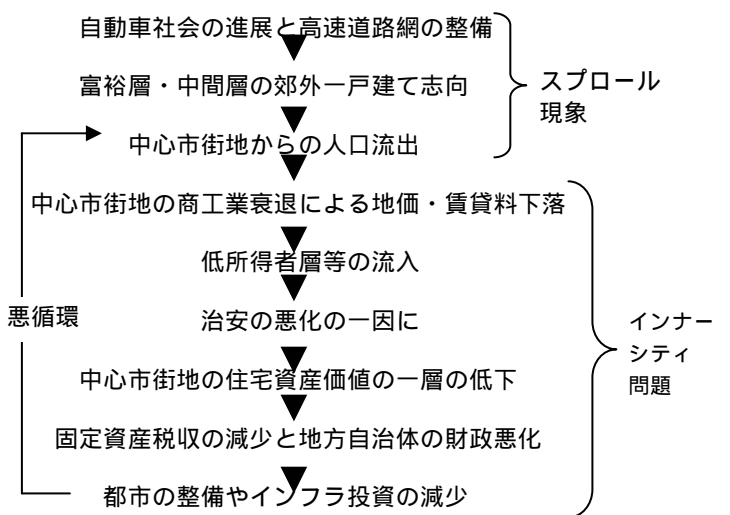 自動車社会の進展と高速道路網の整備
富裕層・中間層の郊外一戸建て志向
スプロール
現象
中心市街地からの人口流出
中心市街地の商工業衰退による地価・賃貸料下落
低所得者層等の流入
悪循環
治安の悪化の一因に
インナー
シティ
問題
中心市街地の住宅資産価値の一層の低下
固定資産税収の減少と地方自治体の財政悪化
都市の整備やインフラ投資の減少